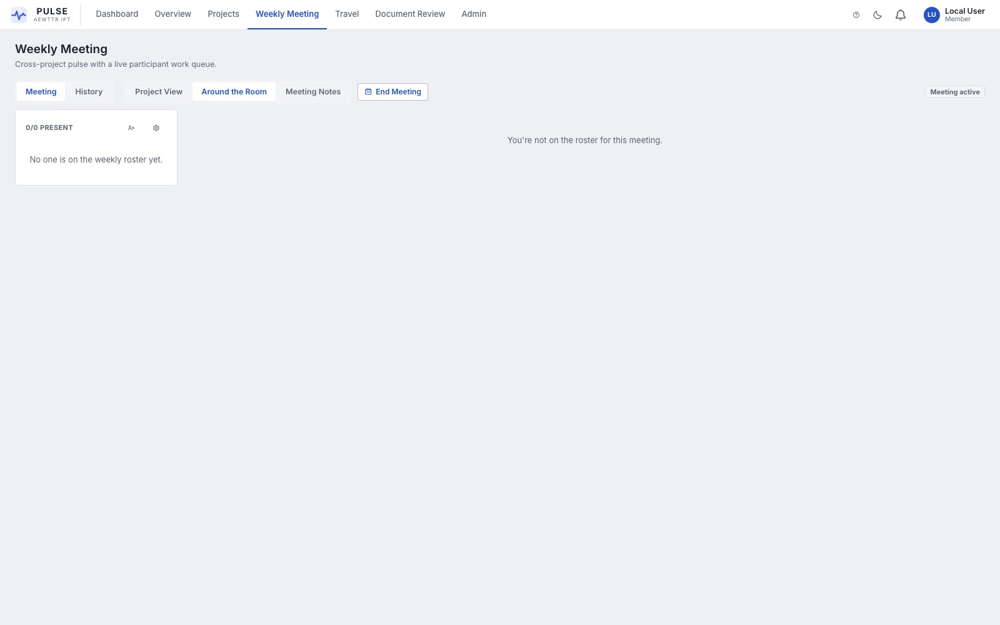 PULSE
AEWTTR IPT
Dashboard Overview Projects Weekly Meeting Travel Document Review Admin
LU
Local User
Member
Weekly Meeting
Cross-project pulse with a live participant work queue.
Meeting History Project View Around the Room Meeting Notes End Meeting Meeting active
0/0 PRESENT
No one is on the weekly roster yet.
You're not on the roster for this meeting.